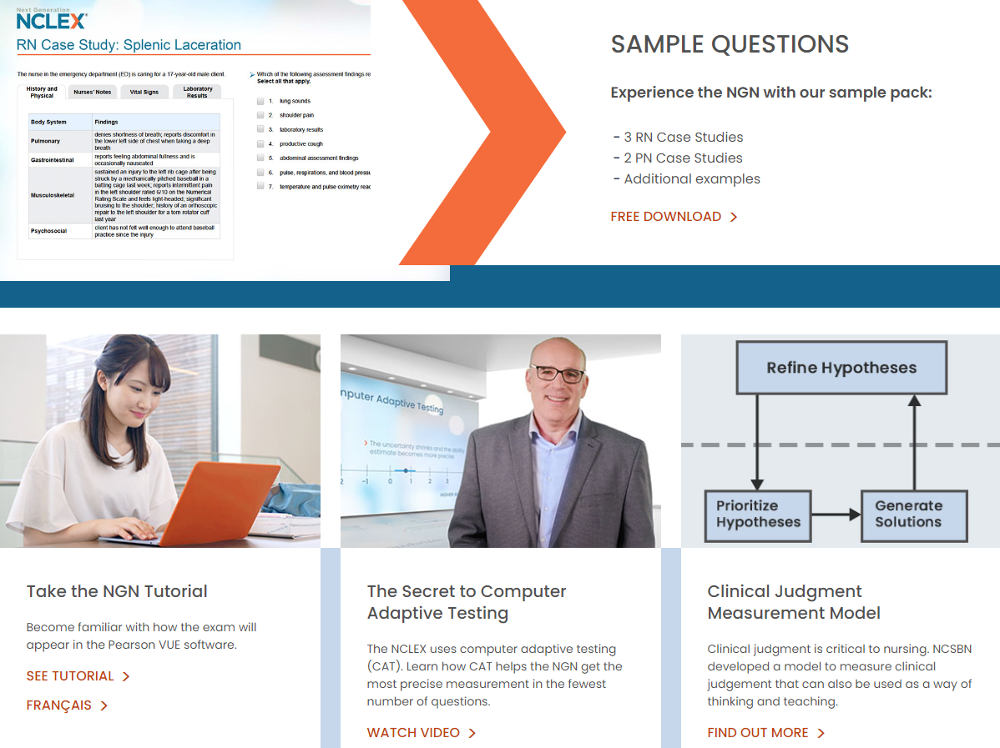 Next Generation
NCLEX®
RN Case Study: Splenic Laceration
The nurse in the emergency department (ED) is caring for a 17-year-old male client.
History and
Physical
Nurses' Notes
Vital Signs
Laboratory
Results
Body System
Findings
Pulmonary
denies shortness of breath; reports discomfort in
the lower left side of chest when taking a deep
breath
Gastrointestinal
reports feeling abdominal fullness and is
occasionally nauseated
Musculoskeletal
sustained an injury to the left rib cage after being
struck by a mechanically pitched baseball in a
batting cage last week; reports intermittent pain
in the left shoulder rated 6/10 on the Numerical
Rating Scale and feels light-headed; significant
bruising to the shoulder; history of an orthoscopic
repair to the left shoulder for a torn rotator cuff
last year
Psychosocial
client has not felt well enough to attend baseball
practice since the injury
Which of the following assessment findings re
Select all that apply.
1. lung sounds
2. shoulder pain
3. laboratory results
4. productive cough
5. abdominal assessment findings
6. pulse, respirations, and blood pressu
7. temperature and pulse oximetry read
SAMPLE QUESTIONS
Experience the NGN with our sample pack:
- 3 RN Case Studies
- 2 PN Case Studies
- Additional examples
FREE DOWNLOAD >
Take the NGN Tutorial
Become familiar with how the exam will
appear in the Pearson VUE software.
SEE TUTORIAL >
FRANÇAIS >
mputer Adaptive Testing
> The uncertainty shrinks and the ability
estimate becomes more precise
2 -1 0 1 2 3
HIGHER A
The Secret to Computer
Adaptive Testing
The NCLEX uses computer adaptive testing
(CAT). Learn how CAT helps the NGN get the
most precise measurement in the fewest
number of questions.
WATCH VIDEO >
Refine Hypotheses
Prioritize
Hypotheses
Generate
Solutions
Clinical Judgment
Measurement Model
Clinical judgment is critical to nursing. NCSBN
developed a model to measure clinical
judgement that can also be used as a way of
thinking and teaching.
FIND OUT MORE >